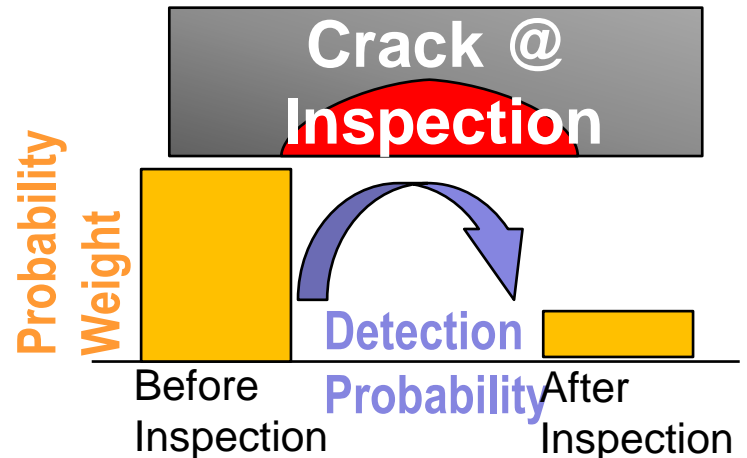 Crack @
Inspection
Probability
Weight
Detection
Probability
Before
Inspection
After
Inspection